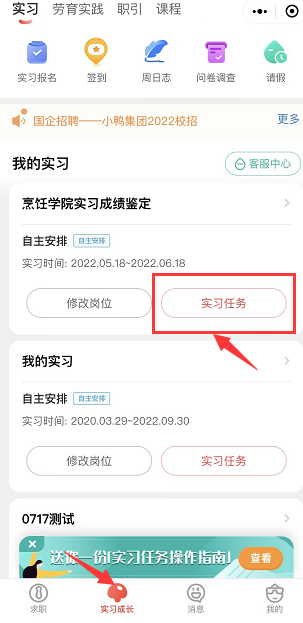 实习 劳育实践 职引 课程
实习报名 签到 周日志 问卷调查 请假
国企招聘——小鸭集团2022校招 更多
我的实习 客服中心
烹饪学院实习成绩鉴定
自主安排 自主安排
实习时间: 2022.05.18~2022.06.18
修改岗位 实习任务
我的实习
自主安排 自主安排
实习时间: 2020.03.29~2022.09.30
修改岗位 实习任务
0717测试
送你一份「实习任务操作指南」 查看
求职 实习成长 消息 我的